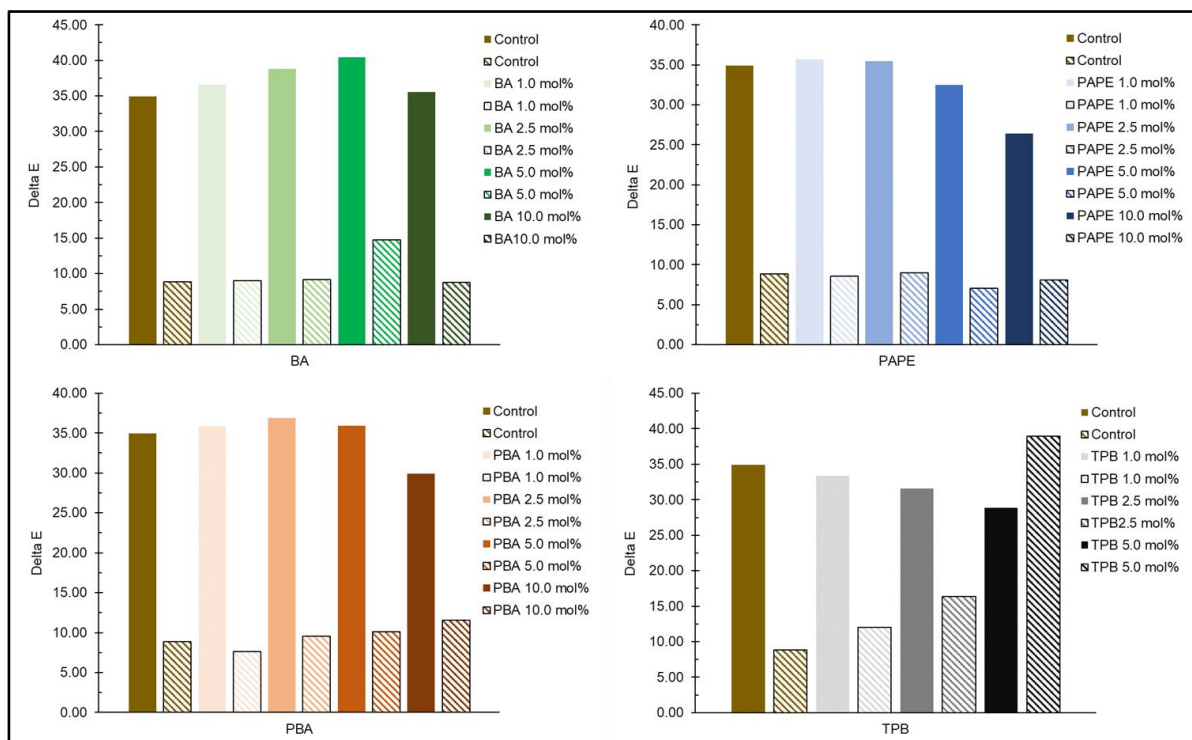 45.00
40.00
35.00
30.00
25.00
20.00
15.00
10.00
5.00
0.00
Delta E
BA
Control
Control
BA 1.0 mol%
BA 1.0 mol%
BA 2.5 mol%
BA 2.5 mol%
BA 5.0 mol%
BA 5.0 mol%
BA 10.0 mol%
BA10.0 mol%
40.00
35.00
30.00
25.00
20.00
15.00
10.00
5.00
0.00
Delta E
PAPE
Control
Control
PAPE 1.0 mol%
PAPE 1.0 mol%
PAPE 2.5 mol%
PAPE 2.5 mol%
PAPE 5.0 mol%
PAPE 5.0 mol%
PAPE 10.0 mol%
PAPE 10.0 mol%
40.00
35.00
30.00
25.00
20.00
15.00
10.00
5.00
0.00
Delta E
PBA
Control
Control
PBA 1.0 mol%
PBA 1.0 mol%
PBA 2.5 mol%
PBA 2.5 mol%
PBA 5.0 mol%
PBA 5.0 mol%
PBA 10.0 mol%
PBA 10.0 mol%
45.00
40.00
35.00
30.00
25.00
20.00
15.00
10.00
5.00
0.00
Delta E
TPB
Control
Control
TPB 1.0 mol%
TPB 1.0 mol%
TPB 2.5 mol%
TPB2.5 mol%
TPB 5.0 mol%
TPB 5.0 mol%